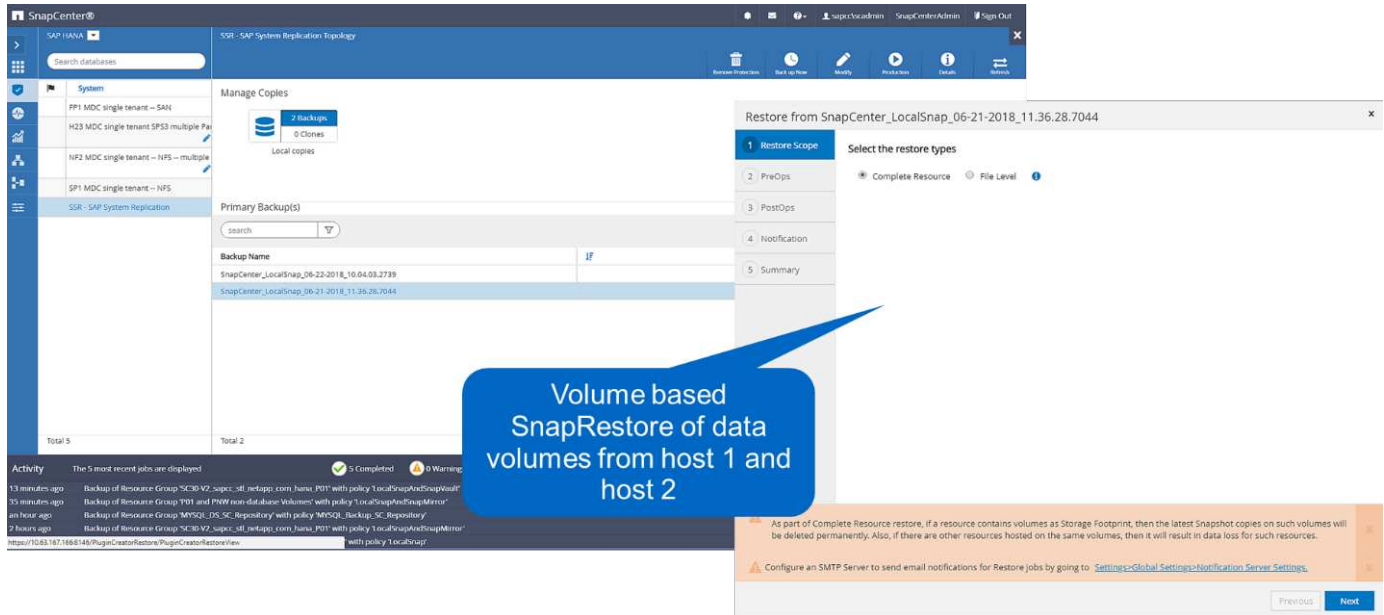 SnapCenter®
sapcc\scadmin SnapCenterAdmin Sign Out
SAP HANA
Search databases
System
FP1 MDC single tenant – SAN
H23 MDC single tenant SPS3 multiple Par
NF2 MDC single tenant – NFS – multiple
SP1 MDC single tenant – NFS
SSR - SAP System Replication
Total 5
SSR - SAP System Replication Topology
Remove Protection Back up Now Modify Production Details Refresh
Manage Copies
2 Backups
0 Clones
Local copies
Primary Backup(s)
search
Backup Name
SnapCenter_LocalSnap_06-22-2018_10.04.03.2739
SnapCenter_LocalSnap_06-21-2018_11.36.28.7044
Total 2
Activity The 5 most recent jobs are displayed 5 Completed 0 Warning
13 minutes ago Backup of Resource Group 'SC30-V2_sapcc_stl_netapp_com_hana_P01' with policy 'LocalSnapAndSnapVault'
35 minutes ago Backup of Resource Group 'P01 and PNW non-database Volumes' with policy 'LocalSnapAndSnapMirror'
an hour ago Backup of Resource Group 'MYSQL_DS_SC_Repository' with policy 'MYSQL_Backup_SC_Repository'
2 hours ago Backup of Resource Group 'SC30-V2_sapcc_stl_netapp_com_hana_P01' with policy 'LocalSnapAndSnapMirror'
https://10.63.167.166:8146/PluginCreatorRestore/PluginCreatorRestoreView with policy 'LocalSnap'
Restore from SnapCenter_LocalSnap_06-21-2018_11.36.28.7044 x
1 Restore Scope
2 PreOps
3 PostOps
4 Notification
5 Summary
Select the restore types
Complete Resource File Level
Volume based
SnapRestore of data
volumes from host 1 and
host 2
As part of Complete Resource restore, if a resource contains volumes as Storage Footprint, then the latest Snapshot copies on such volumes will
be deleted permanently. Also, if there are other resources hosted on the same volumes, then it will result in data loss for such resources.
Configure an SMTP Server to send email notifications for Restore jobs by going to Settings>Global Settings>Notification Server Settings.
Previous Next